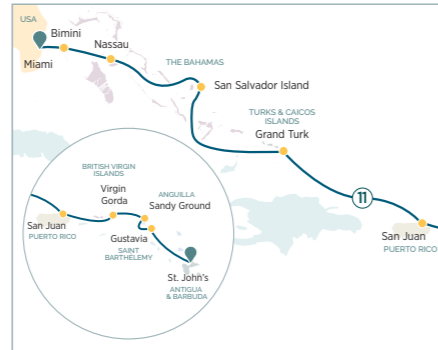 USA
Bimini
Miami
Nassau
THE BAHAMAS
San Salvador Island
TURKS & CAICOS
ISLANDS
Grand Turk
11
San Juan
PUERTO RICO
BRITISH VIRGIN
ISLANDS
Virgin
Gorda
ANGUILLA
Sandy Ground
San Juan
PUERTO RICO
Gustavia
SAINT
BARTHÉLEMY
St. John's
ANTIGUA
& BARBUDA